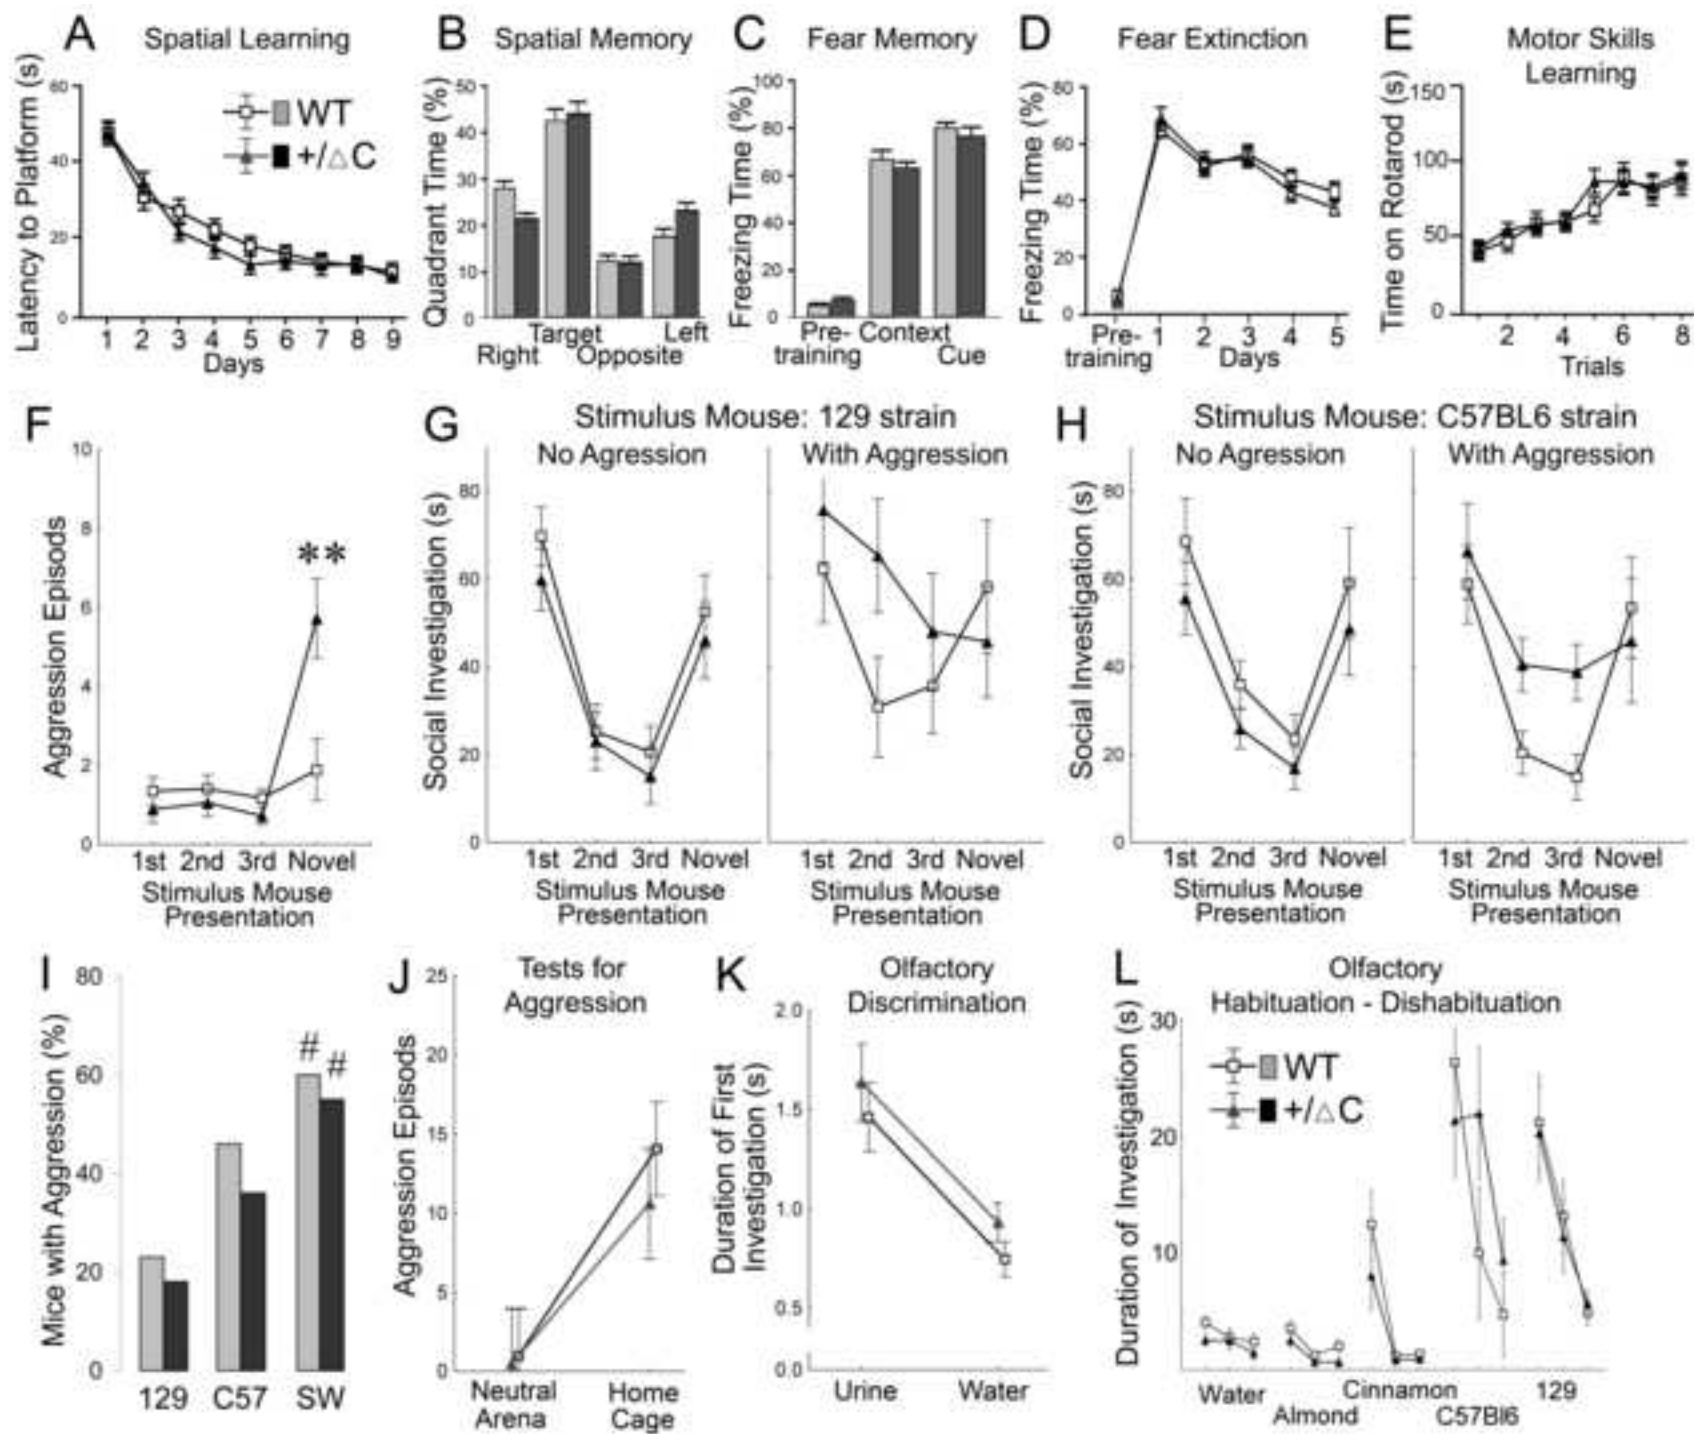 A Spatial Learning
Latency to Platform (s)
60
40
20
0
WT
+/△C
1 2 3 4 5 6 7 8 9
Days
B Spatial Memory
Quadrant Time (%)
50
40
30
20
10
0
Target Left
Right Opposite
C Fear Memory
Freezing Time (%)
100
80
60
40
20
0
Pre- Context
training Cue
D Fear Extinction
Freezing Time (%)
80
60
40
20
0
Pre- 1 2 3 4 5
training Days
E Motor Skills
Learning
Time on Rotarod (s)
150
100
50
0
2 4 6 8
Trials
F
Aggression Episods
10
8
6
4
2
0
**
1st 2nd 3rd Novel
Stimulus Mouse
Presentation
G Stimulus Mouse: 129 strain
No Agression With Aggression
Social Investigation (s)
80
60
40
20
0
1st 2nd 3rd Novel 1st 2nd 3rd Novel
Stimulus Mouse Stimulus Mouse
Presentation Presentation
H Stimulus Mouse: C57BL6 strain
No Agression With Aggression
Social Investigation (s)
80
60
40
20
0
1st 2nd 3rd Novel 1st 2nd 3rd Novel
Stimulus Mouse Stimulus Mouse
Presentation Presentation
I
Mice with Aggression (%)
80
60
40
20
0
# #
129 C57 SW
J Tests for
Aggression
Aggression Episods
25
20
15
10
5
0
Neutral Home
Arena Cage
K Olfactory
Discrimination
Duration of First
Investigation (s)
2.0
1.5
1.0
0.5
0.0
Urine Water
L Olfactory
Habituation - Dishabituation
Duration of Investigation (s)
30
20
10
WT
+/△C
Water Cinnamon 129
Almond C57Bl6